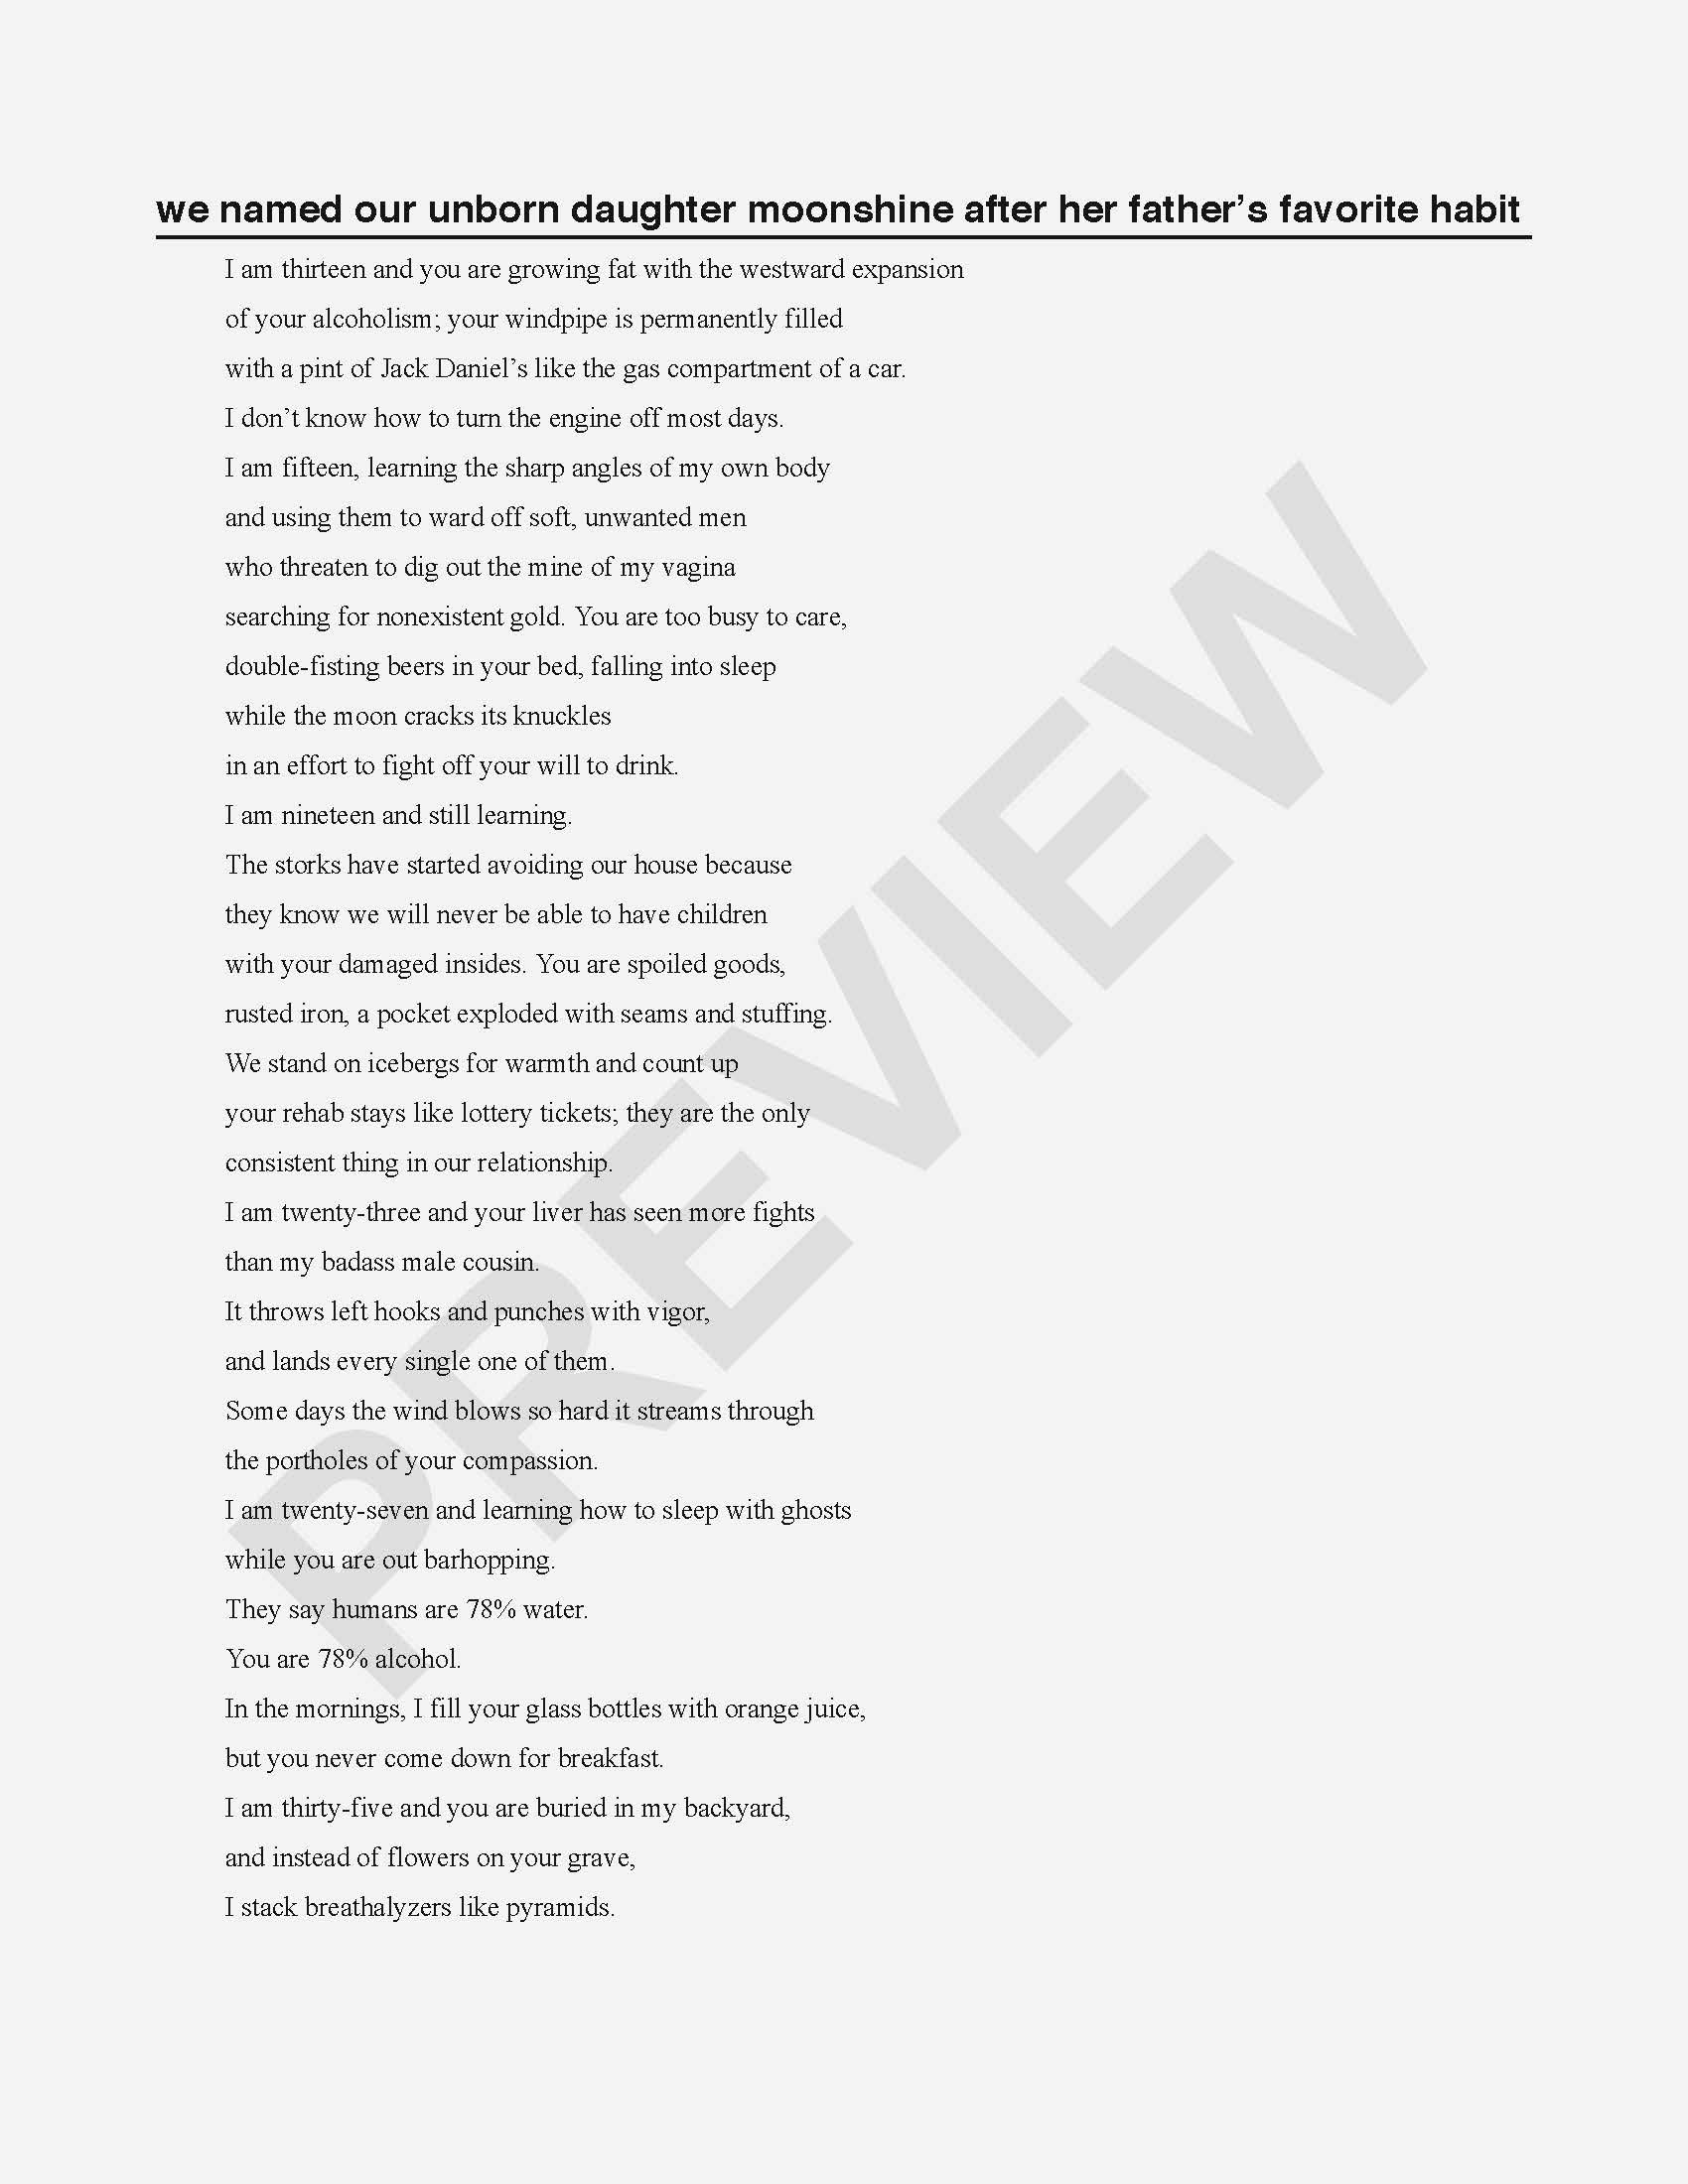 we named our unborn daughter moonshine after her father’s favorite habit
I am thirteen and you are growing fat with the westward expansion
of your alcoholism; your windpipe is permanently filled
with a pint of Jack Daniel’s like the gas compartment of a car.
I don’t know how to turn the engine off most days.
I am fifteen, learning the sharp angles of my own body
and using them to ward off soft, unwanted men
who threaten to dig out the mine of my vagina
searching for nonexistent gold. You are too busy to care,
double-fisting beers in your bed, falling into sleep
while the moon cracks its knuckles
in an effort to fight off your will to drink.
I am nineteen and still learning.
The storks have started avoiding our house because
they know we will never be able to have children
with your damaged insides. You are spoiled goods,
rusted iron, a pocket exploded with seams and stuffing.
We stand on icebergs for warmth and count up
your rehab stays like lottery tickets; they are the only
consistent thing in our relationship.
I am twenty-three and your liver has seen more fights
than my badass male cousin.
It throws left hooks and punches with vigor,
and lands every single one of them.
Some days the wind blows so hard it streams through
the portholes of your compassion.
I am twenty-seven and learning how to sleep with ghosts
while you are out barhopping.
They say humans are 78% water.
You are 78% alcohol.
In the mornings, I fill your glass bottles with orange juice,
but you never come down for breakfast.
I am thirty-five and you are buried in my backyard,
and instead of flowers on your grave,
I stack breathalyzers like pyramids.
PREVIEW